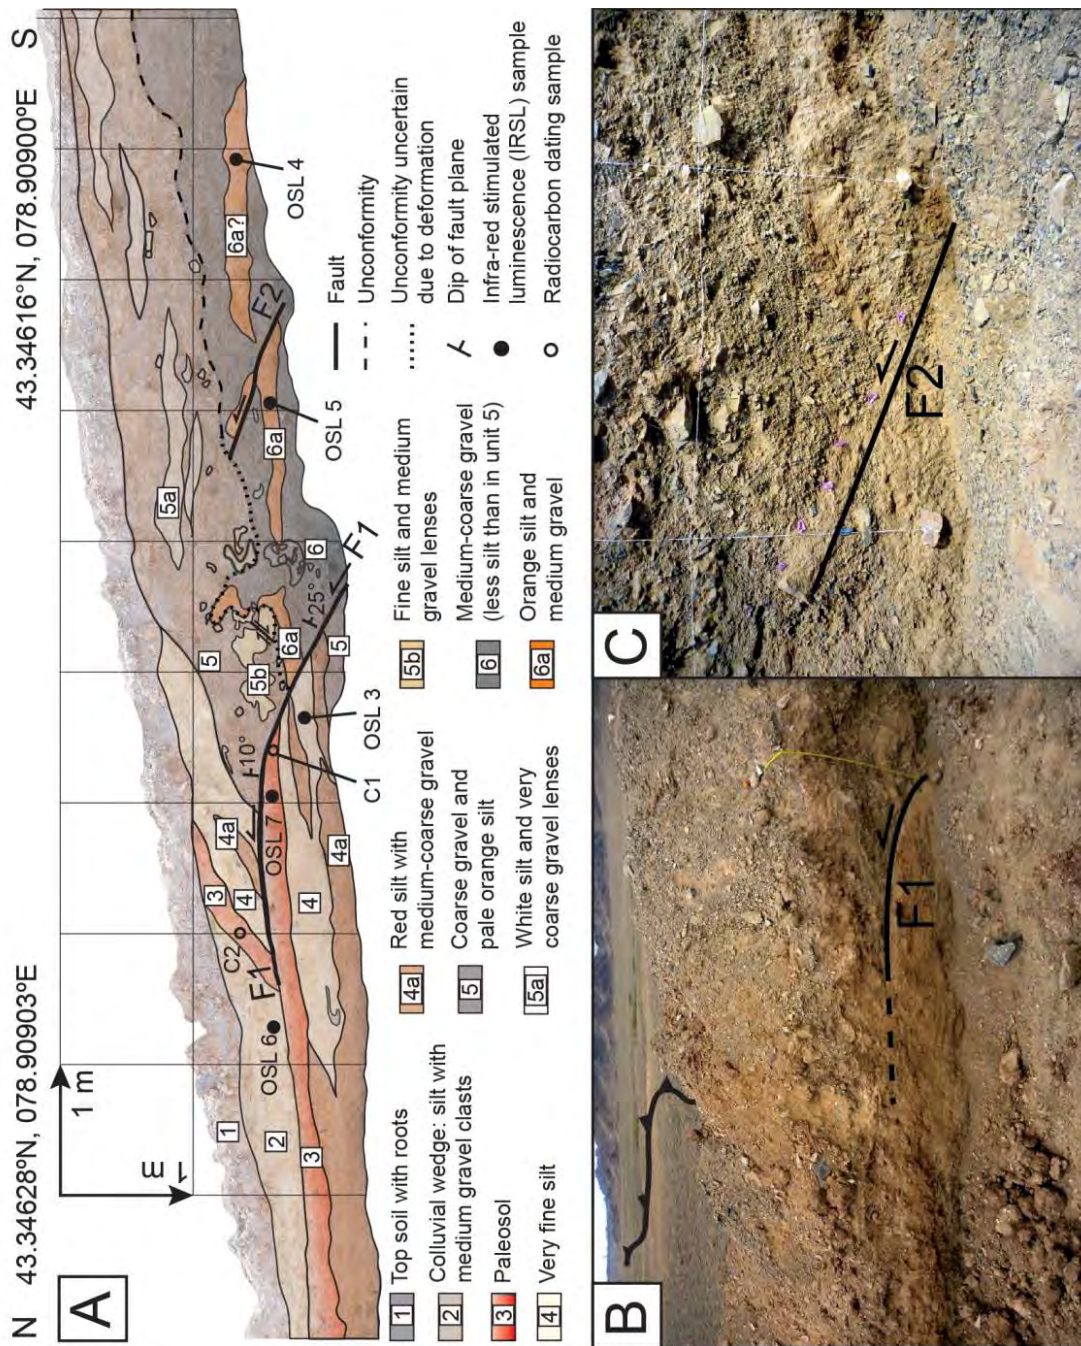 N 43.34628ºN, 078.90903ºE
43.34616°N, 078.90900ºE S
A
1 m
1 m
1
2
3
3
C2
4
4a
F1
OSL 6
OSL 7
C1
OSL 3
4
4a
10°
5
5b
5a
6a
5
25°
F1
6
6a
OSL 5
F2
6a?
OSL 4
1 Top soil with roots
2 Colluvial wedge: silt with
medium gravel clasts
3 Paleosol
4 Very fine silt
4a Red silt with
medium-coarse gravel
5 Coarse gravel and
pale orange silt
5a White silt and very
coarse gravel lenses
5b Fine silt and medium
gravel lenses
6 Medium-coarse gravel
(less silt than in unit 5)
6a Orange silt and
medium gravel
Fault
Unconformity
Unconformity uncertain
due to deformation
Dip of fault plane
Infra-red stimulated
luminescence (IRSL) sample
Radiocarbon dating sample
B
F1
C
F2